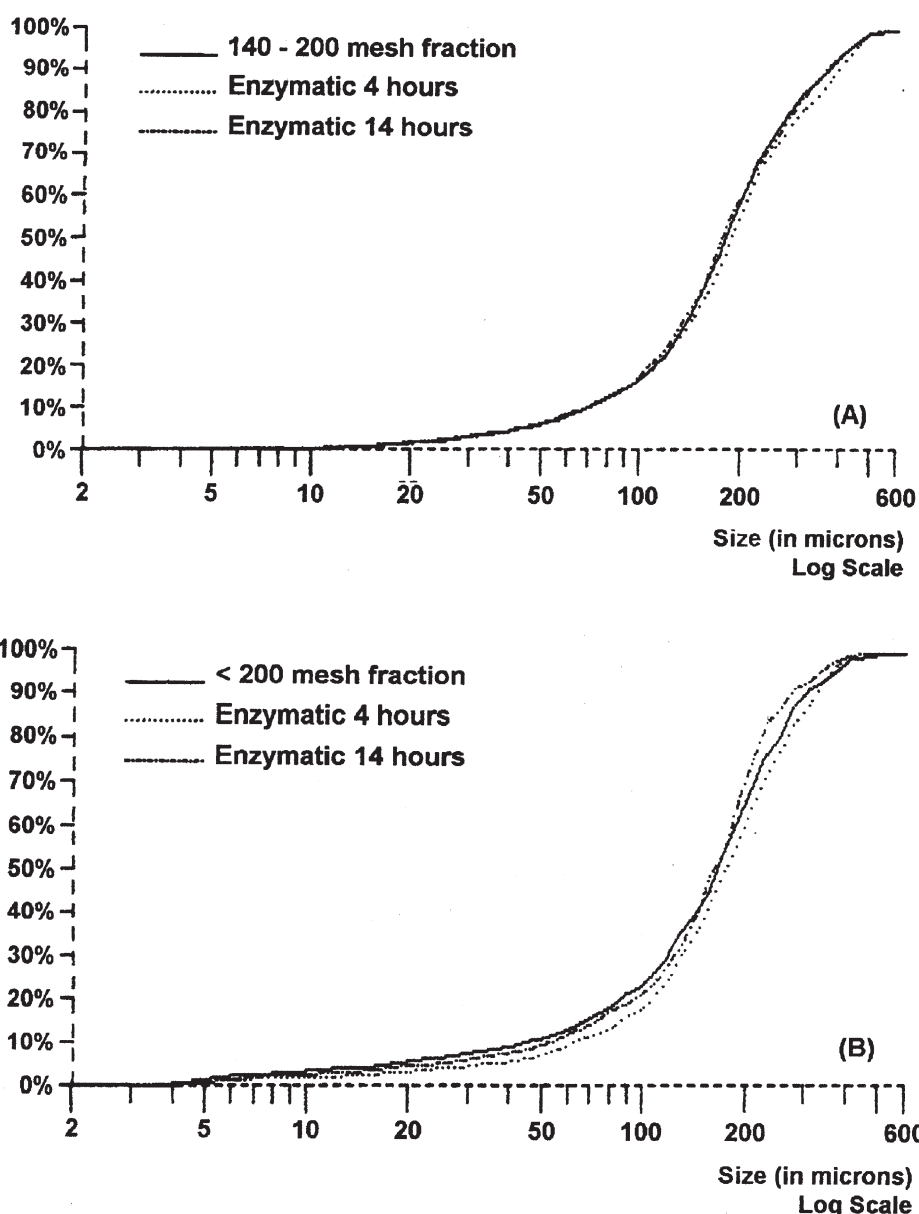 100%
90%
80%
70%
60%
50%
40%
30%
20%
10%
0%
140 - 200 mesh fraction
Enzymatic 4 hours
Enzymatic 14 hours
(A)
2 5 10 20 50 100 200 600
Size (in microns)
Log Scale
100%
90%
80%
70%
60%
50%
40%
30%
20%
10%
0%
< 200 mesh fraction
Enzymatic 4 hours
Enzymatic 14 hours
(B)
2 5 10 20 50 100 200 600
Size (in microns)
Log Scale